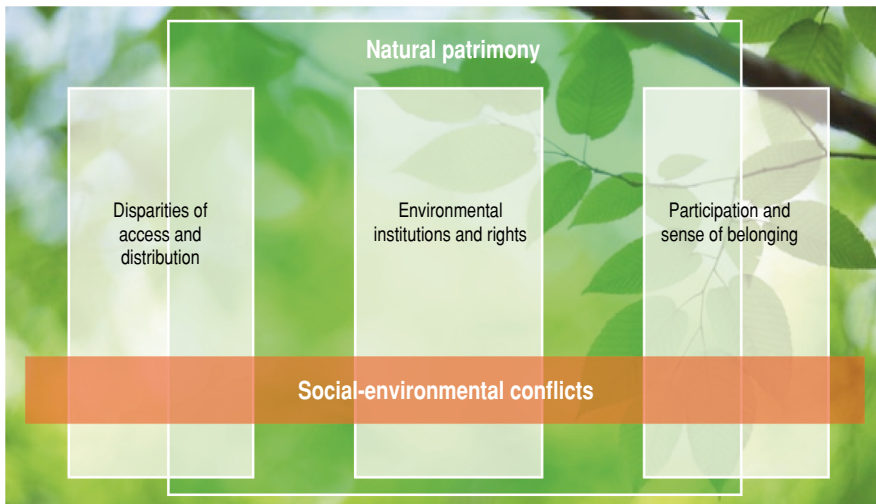 Natural patrimony
Disparities of
access and
distribution
Environmental
institutions and rights
Participation and
sense of belonging
Social-environmental conflicts